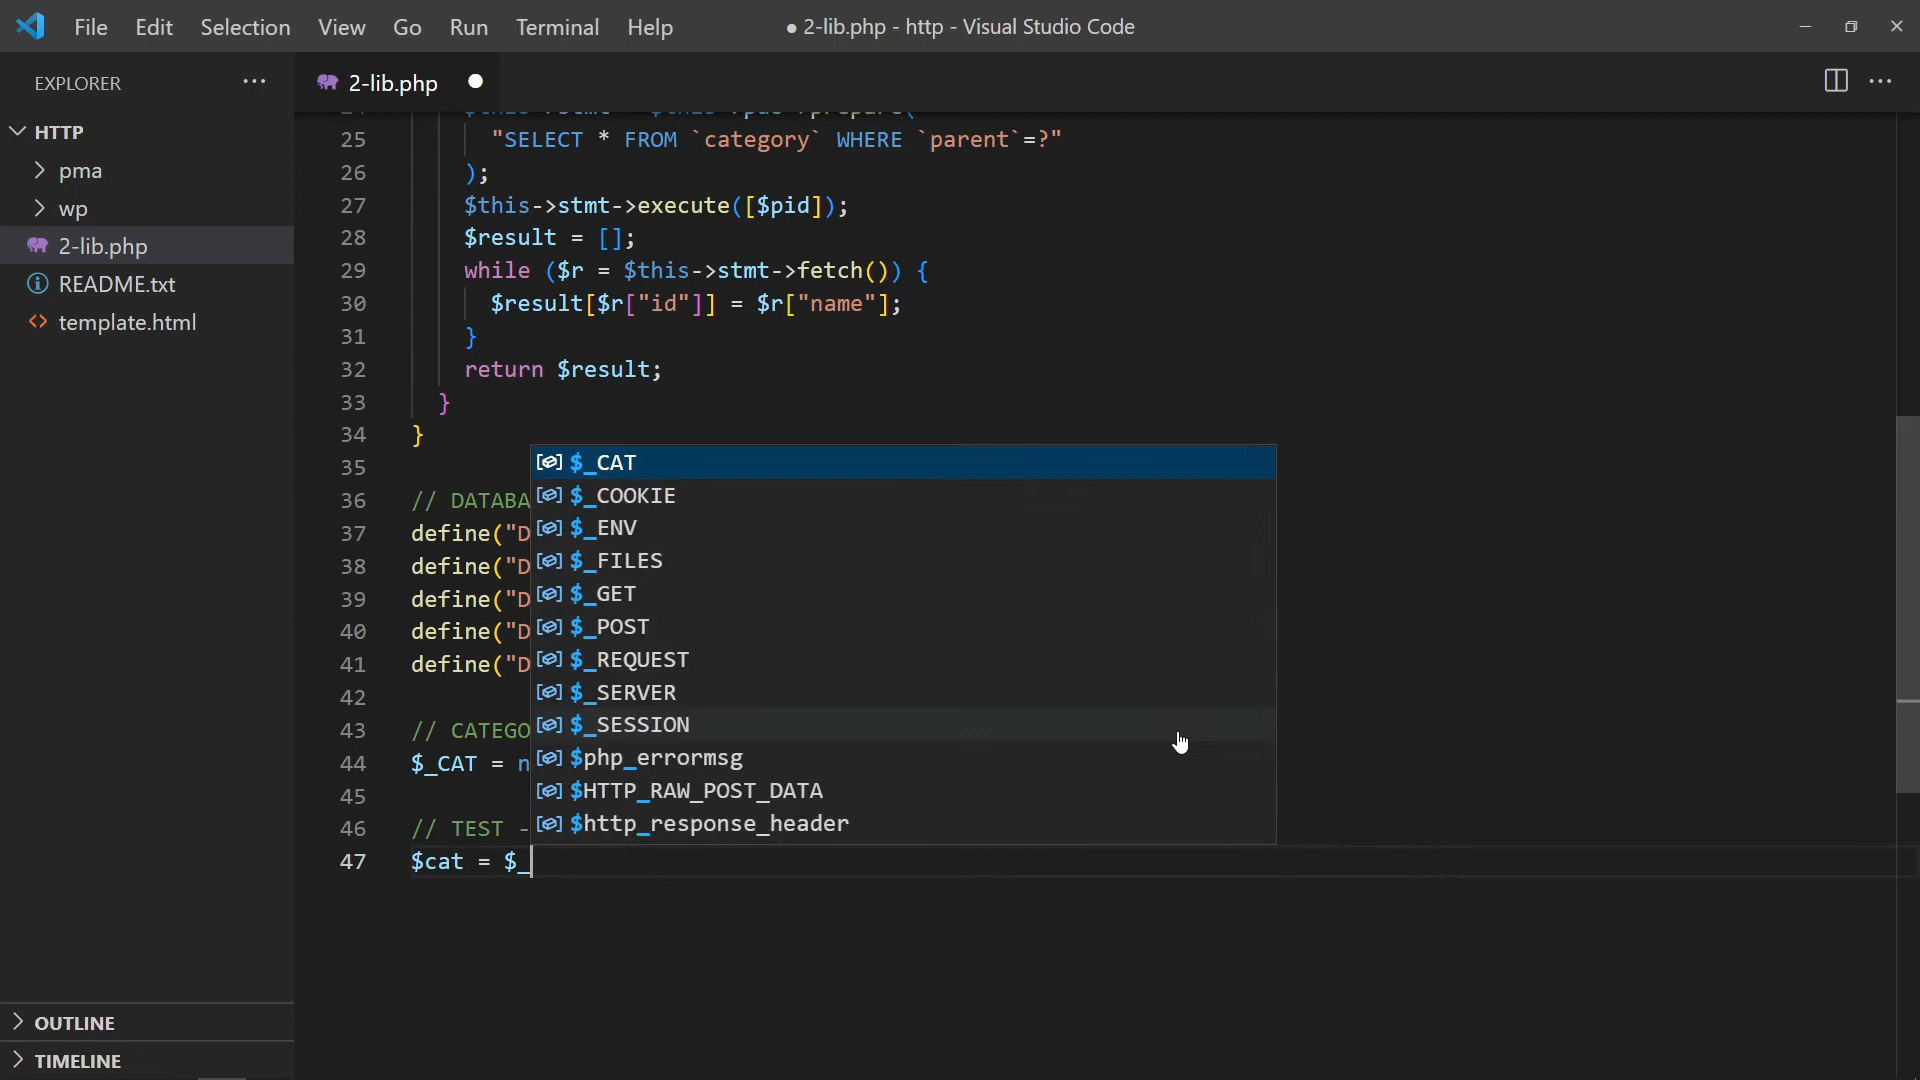 File Edit Selection View Go Run Terminal Help
● 2-lib.php - http - Visual Studio Code
EXPLORER
HTTP
pma
wp
2-lib.php
README.txt
template.html
OUTLINE
TIMELINE
2-lib.php
25 "SELECT * FROM `category` WHERE `parent`=?"
26 );
27 $this->stmt->execute([$pid]);
28 $result = [];
29 while ($r = $this->stmt->fetch()) {
30 $result[$r["id"]] = $r["name"];
31 }
32 return $result;
33 }
34 }
35
36 // DATABA
37 define("D
38 define("D
39 define("D
40 define("D
41 define("D
42
43 // CATEGO
44 $_CAT = n
45
46 // TEST -
47 $cat = $_
$_CAT
$_COOKIE
$_ENV
$_FILES
$_GET
$_POST
$_REQUEST
$_SERVER
$_SESSION
$php_errormsg
$HTTP_RAW_POST_DATA
$http_response_header